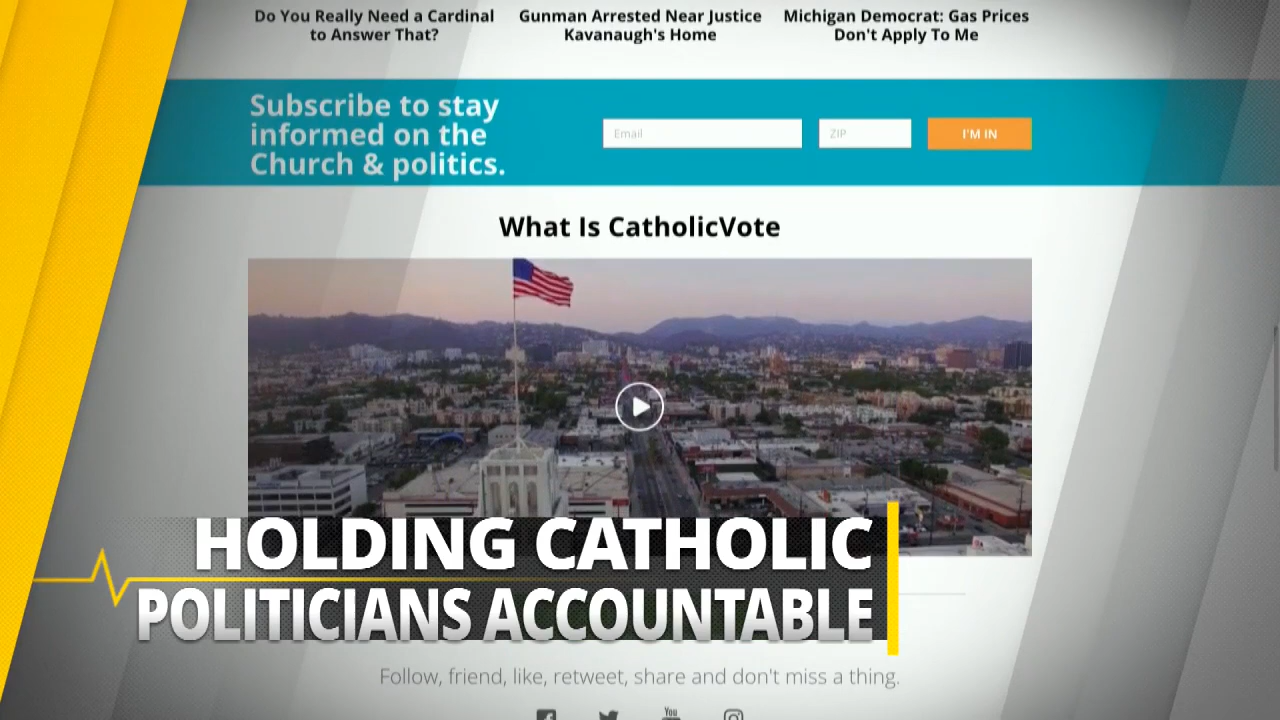 Do You Really Need a Cardinal
to Answer That?
Gunman Arrested Near Justice
Kavanaugh's Home
Michigan Democrat: Gas Prices
Don't Apply To Me
Subscribe to stay
informed on the
Church & politics.
Email
ZIP
I'M IN
What Is CatholicVote
HOLDING CATHOLIC
POLITICIANS ACCOUNTABLE
Follow, friend, like, retweet, share and don't miss a thing.
You